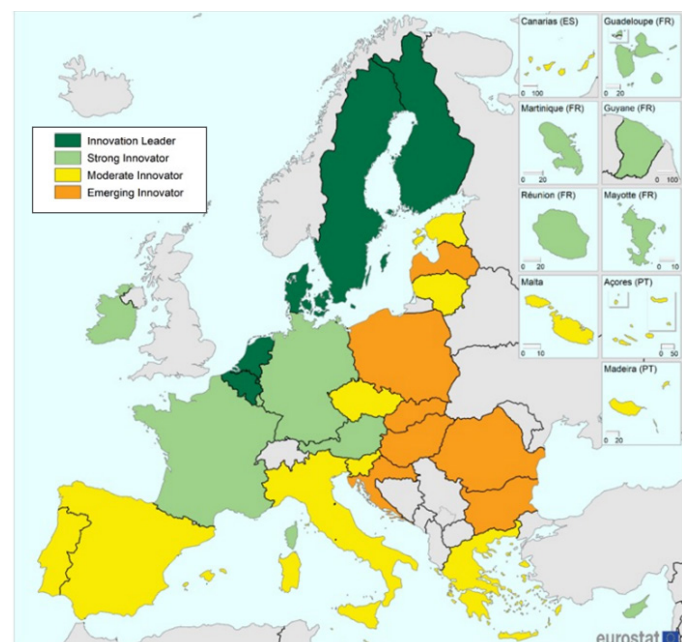 Innovation Leader
Strong Innovator
Moderate Innovator
Emerging Innovator
Canarias (ES)
0 100
Guadeloupe (FR)
0 20
Martinique (FR)
0 20
Guyane (FR)
0 100
Réunion (FR)
0 20
Mayotte (FR)
0 10
Malta
0 10
Açores (PT)
0 50
Madeira (PT)
0 20
eurostat